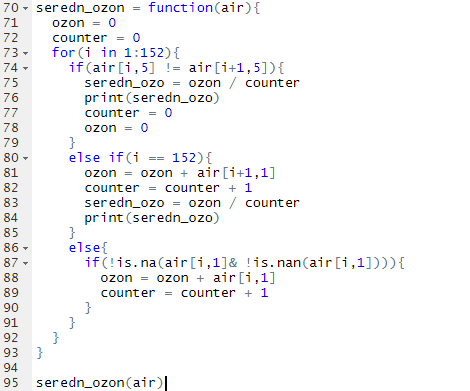 70 seredn_ozon = function(air){
71   ozon = 0
72   counter = 0
73   for(i in 1:152){
74     if(air[i,5] != air[i+1,5]){
75       seredn_ozo = ozon / counter
76       print(seredn_ozo)
77       counter = 0
78       ozon = 0
79     }
80     else if(i == 152){
81       ozon = ozon + air[i+1,1]
82       counter = counter + 1
83       seredn_ozo = ozon / counter
84       print(seredn_ozo)
85     }
86     else{
87       if(!is.na(air[i,1]& !is.nan(air[i,1]))){
88         ozon = ozon + air[i,1]
89         counter = counter + 1
90       }
91     }
92   }
93 }
94
95 seredn_ozon(air)